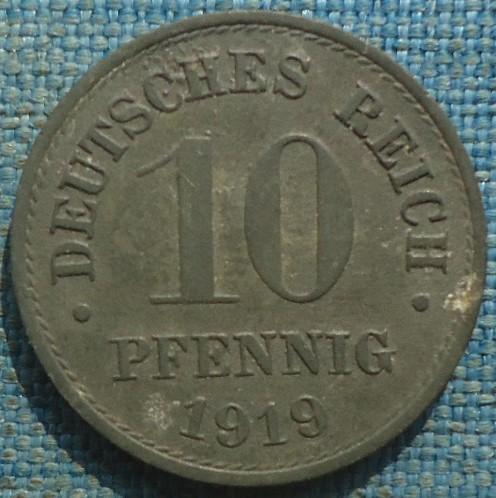 DEUTSCHES REICH
10
PFENNIG
1919